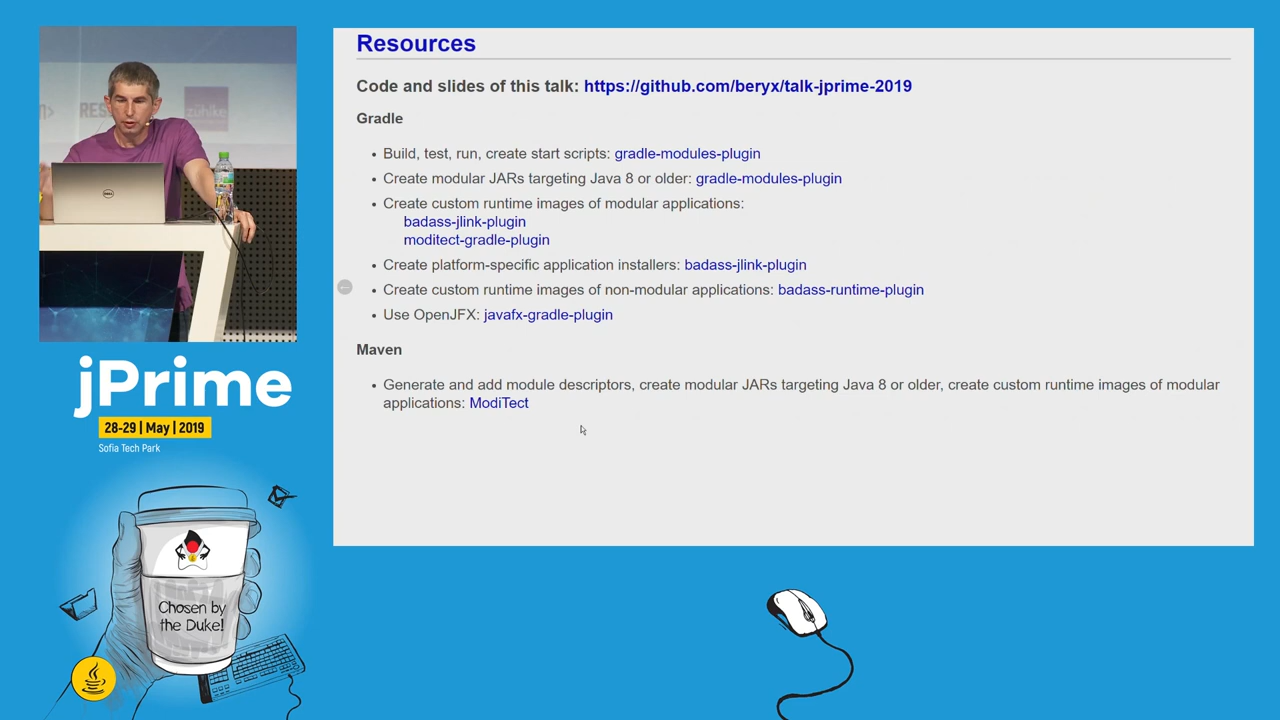 Resources
Code and slides of this talk: https://github.com/beryx/talk-jprime-2019
Gradle
• Build, test, run, create start scripts: gradle-modules-plugin
• Create modular JARs targeting Java 8 or older: gradle-modules-plugin
• Create custom runtime images of modular applications:
badass-jlink-plugin
moditect-gradle-plugin
• Create platform-specific application installers: badass-jlink-plugin
• Create custom runtime images of non-modular applications: badass-runtime-plugin
• Use OpenJFX: javafx-gradle-plugin
Maven
• Generate and add module descriptors, create modular JARs targeting Java 8 or older, create custom runtime images of modular
applications: ModiTect
zühlke
DELL
jPrime
28-29 | May | 2019
Sofia Tech Park
Chosen by
the Duke!